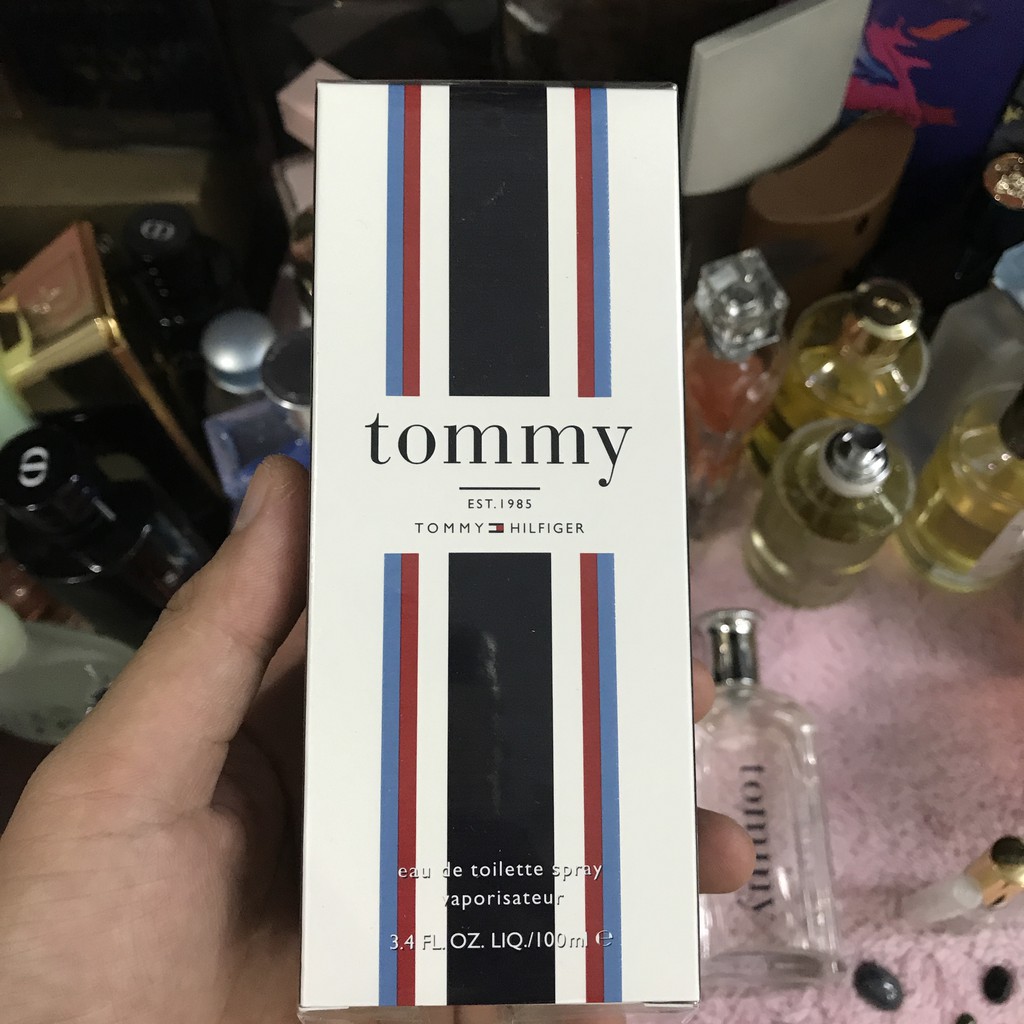 tommy
EST. 1985
TOMMY HILFIGER
eau de toilette spray
vaporisateur
3.4 FL. OZ. LIQ./100ml e
tommy